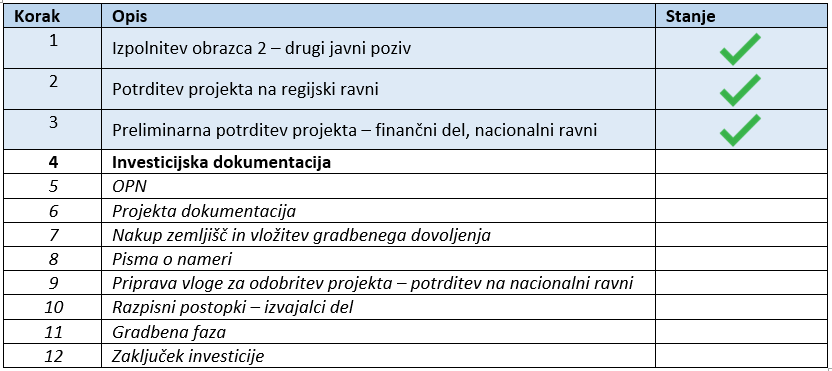 Korak Opis Stanje
1 Izpolnitev obrazca 2 – drugi javni poziv
2 Potrditev projekta na regijski ravni
3 Preliminarna potrditev projekta – finančni del, nacionalni ravni
4 Investicijska dokumentacija
5 OPN
6 Projekta dokumentacija
7 Nakup zemljišč in vložitev gradbenega dovoljenja
8 Pisma o nameri
9 Priprava vloge za odobritev projekta – potrditev na nacionalni ravni
10 Razpisni postopki – izvajalci del
11 Gradbena faza
12 Zaključek investicije